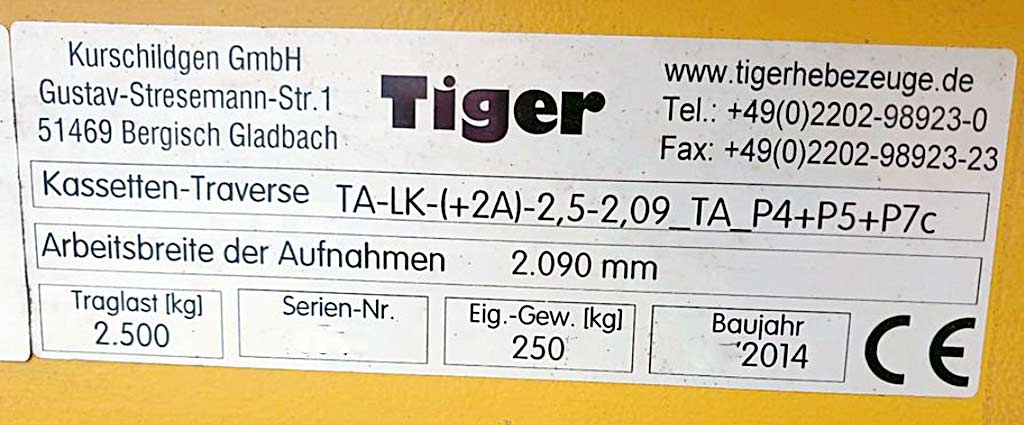 Kurschildgen GmbH
Gustav-Stresemann-Str.1
51469 Bergisch Gladbach
Tiger
www.tigerhebezeuge.de
Tel.: +49(0)2202-98923-0
Fax: +49(0)2202-98923-23
Kassetten-Traverse TA-LK-(+2A)-2,5-2,09_TA_P4+P5+P7c
Arbeitsbreite der Aufnahmen 2.090 mm
Traglast [kg]
2.500
Serien-Nr.
Eig.-Gew. [kg]
250
Baujahr
2014
CE